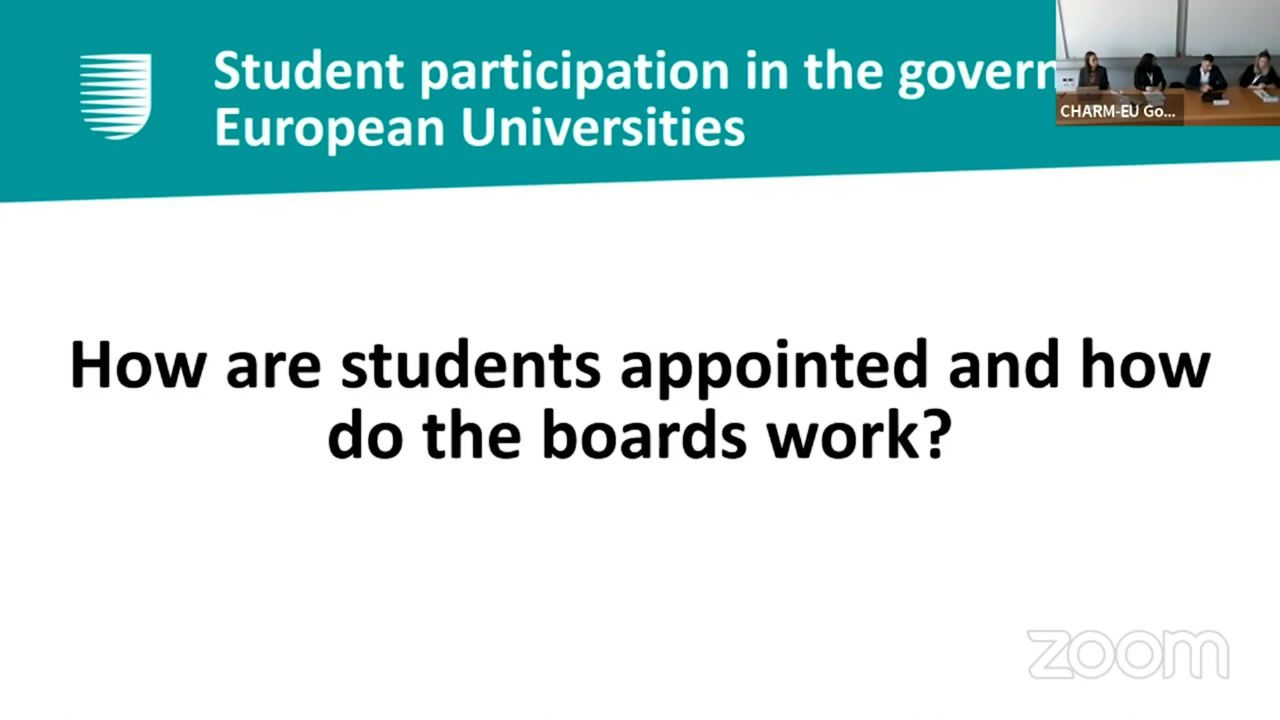 Student participation in the govern
European Universities
CHARM-EU Go...
How are students appointed and how
do the boards work?
zoom